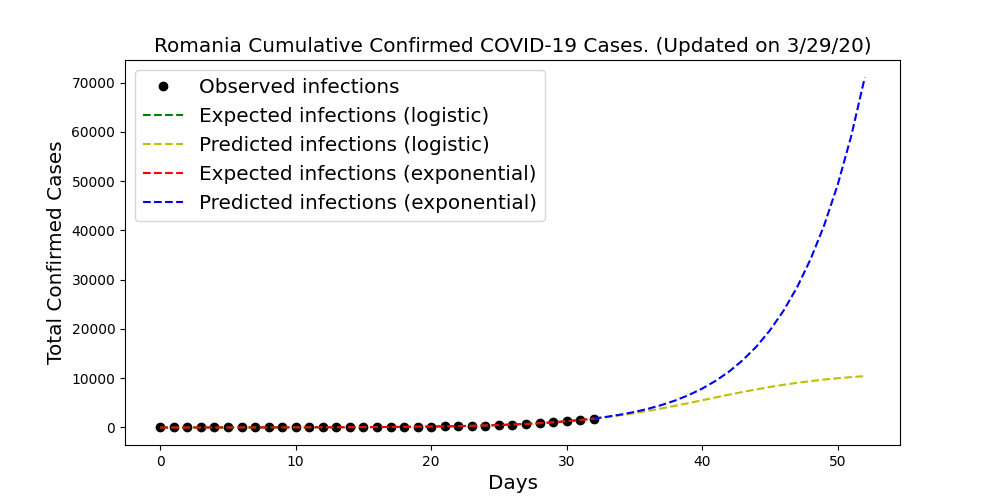 Romania Cumulative Confirmed COVID-19 Cases. (Updated on 3/29/20)
Observed infections
Expected infections (logistic)
Predicted infections (logistic)
Expected infections (exponential)
Predicted infections (exponential)
Total Confirmed Cases
70000
60000
50000
40000
30000
20000
10000
0
0 10 20 30 40 50
Days